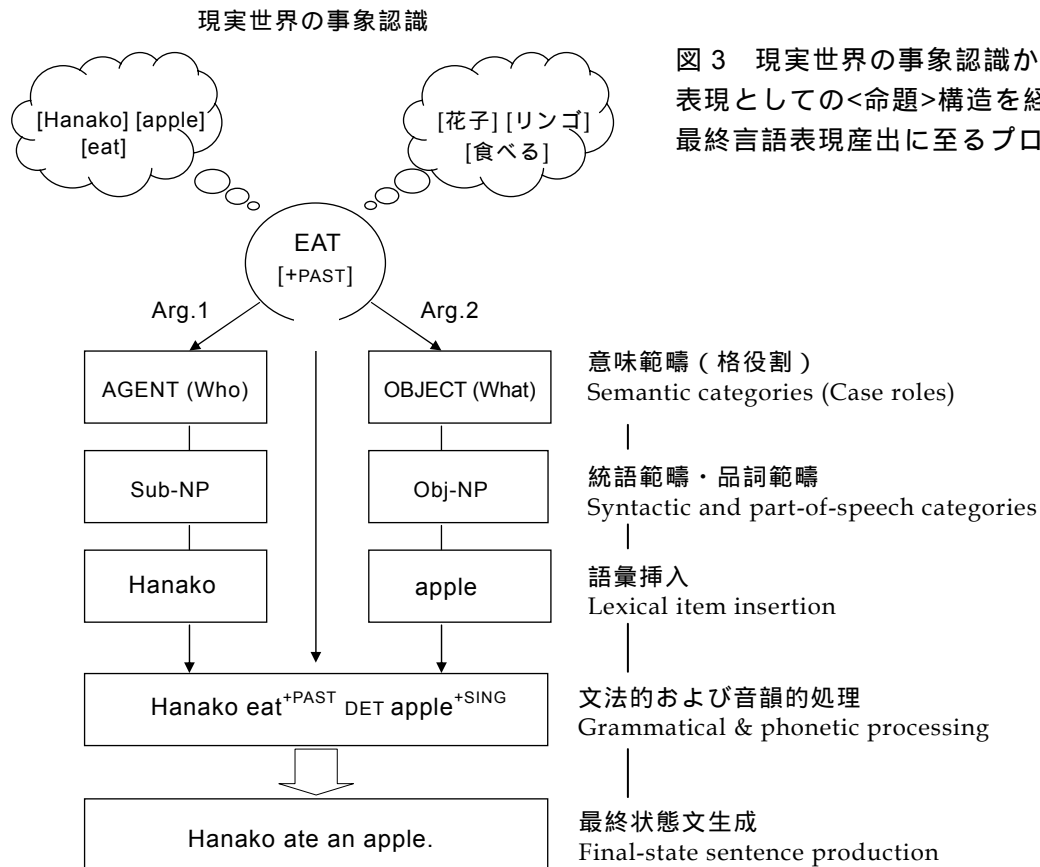 現実世界の事象認識
図 3 現実世界の事象認識か
表現としての<命題>構造を経
最終言語表現産出に至るプロ
[Hanako] [apple]
[eat]
[花子] [リンゴ]
[食べる]
EAT
[+PAST]
Arg.1
Arg.2
AGENT (Who)
OBJECT (What)
意味範疇(格役割)
Semantic categories (Case roles)
Sub-NP
Obj-NP
統語範疇・品詞範疇
Syntactic and part-of-speech categories
Hanako
apple
語彙挿入
Lexical item insertion
Hanako eat+PAST DET apple+SING
文法的および音韻的処理
Grammatical & phonetic processing
Hanako ate an apple.
最終状態文生成
Final-state sentence production